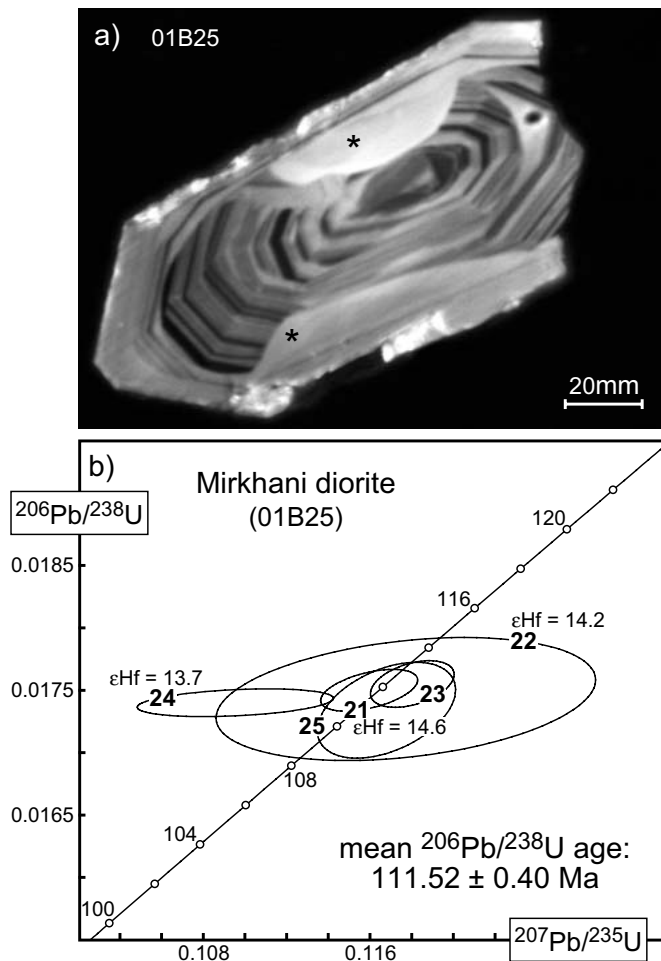 a) 01B25
*
*
20mm
b) Mirkhani diorite
(01B25)
206Pb/238U
120
0.0185
116
εHf = 14.2
22
εHf = 13.7
24
0.0175
23
21
25
εHf = 14.6
108
0.0165
104
mean 206Pb/238U age:
111.52 ± 0.40 Ma
100
207Pb/235U
0.108 0.116